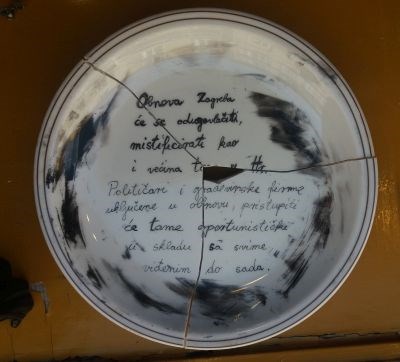 Obnova Zagreba
će se odugovlačiti,
mistificirati kao
i većina u Hr.
Političari i građevinske firme
uključene u obnovu, pristupiti
će tome oportunistički
u skladu sa svime
viđenim do sada.